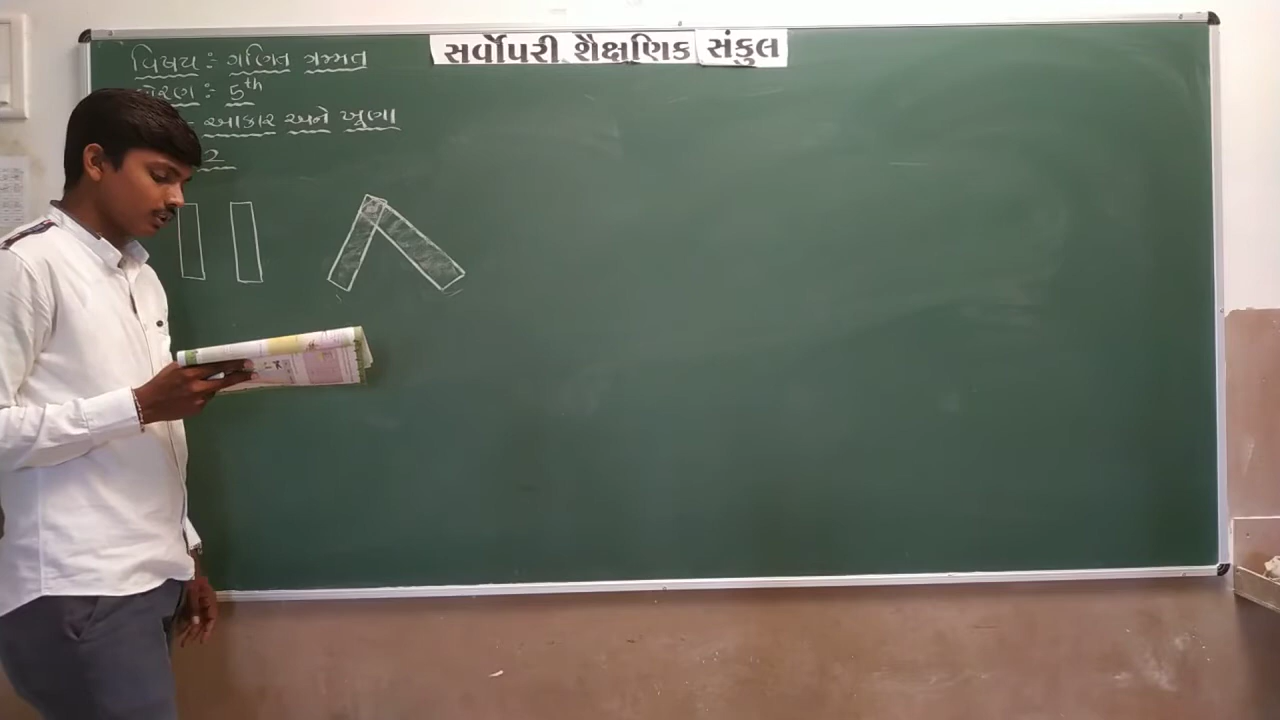 સર્વોપરી શૈક્ષણિક સંકુલ
વિષય :- ગણિત ગમ્મત
ધોરણ :- 5th
- આકાર અને ખૂણા
2